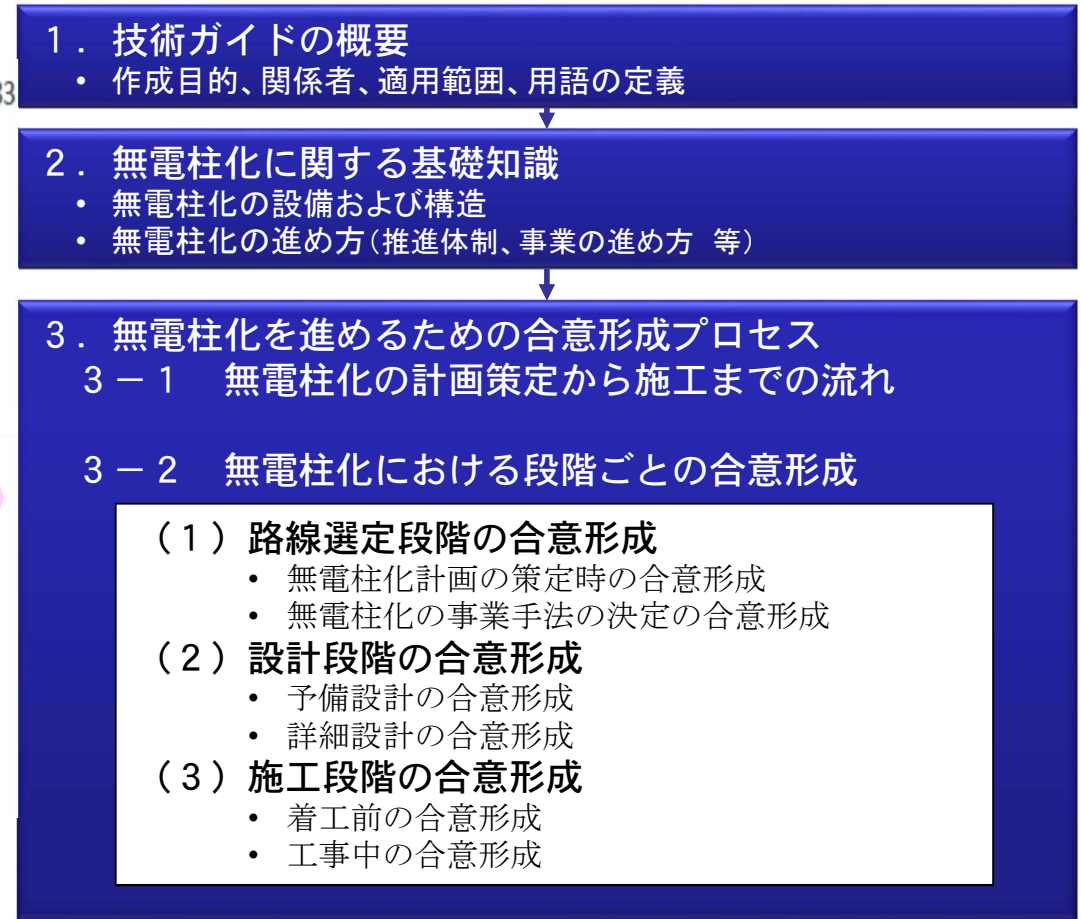 １．技術ガイドの概要
• 作成目的、関係者、適用範囲、用語の定義
２．無電柱化に関する基礎知識
• 無電柱化の設備および構造
• 無電柱化の進め方（推進体制、事業の進め方　等）
３．無電柱化を進めるための合意形成プロセス
３－１　無電柱化の計画策定から施工までの流れ
３－２　無電柱化における段階ごとの合意形成
（１）路線選定段階の合意形成
• 無電柱化計画の策定時の合意形成
• 無電柱化の事業手法の決定の合意形成
（２）設計段階の合意形成
• 予備設計の合意形成
• 詳細設計の合意形成
（３）施工段階の合意形成
• 着工前の合意形成
• 工事中の合意形成